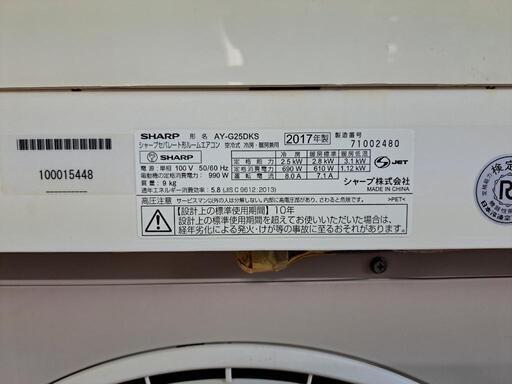 SHARP 形名 AY-G25DKS 2017年製 製造番号
シャープセパレート形ルームエアコン 空冷式 冷房・暖房兼用 71002480
SHARP 冷房 暖房標準 暖房低温
電源:単相 100 V 50/60 Hz 定格能力 2.5 kW 2.8 kW 3.1 kW
電動機の定格消費電力: 990 W 定格消費電力 690 W 610 W 1.12 kW
質量: 9 kg 運転電流 8.0 A 7.1 A
通年エネルギー消費効率: 5.8 (JIS C 9612:2013)
JET
シャープ株式会社
MADE IN CHINA
高圧注意 サービスマン以外の人は分解しないでください。内部に高電圧部があり、さわると危険です。 >PET<
【設計上の標準使用期間】10年
設計上の標準使用期間を超えてお使いいただいた場合は、
経年劣化による発火・けが等の事故に至るおそれがあります。
100015448
検定